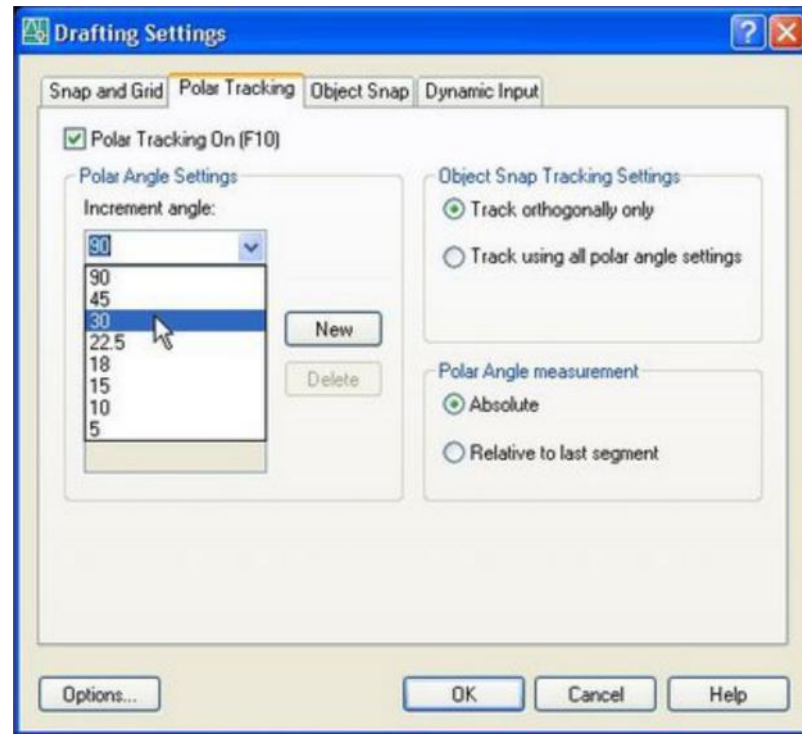 Drafting Settings
Snap and Grid
Polar Tracking
Object Snap
Dynamic Input
Polar Tracking On (F10)
Polar Angle Settings
Increment angle:
90
90
45
30
22.5
18
15
10
5
New
Delete
Object Snap Tracking Settings
Track orthogonally only
Track using all polar angle settings
Polar Angle measurement
Absolute
Relative to last segment
Options...
OK
Cancel
Help